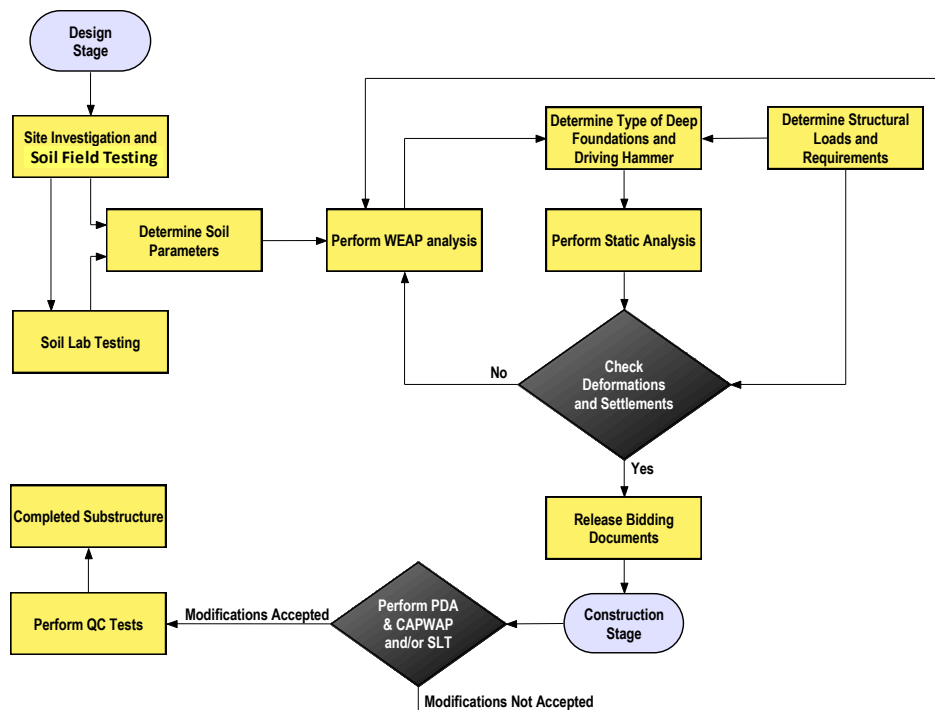 Design
Stage
Site Investigation and
Soil Field Testing
Determine Type of Deep
Foundations and
Driving Hammer
Determine Structural
Loads and
Requirements
Determine Soil
Parameters
Perform WEAP analysis
Perform Static Analysis
Soil Lab Testing
No
Check
Deformations
and Settlements
Yes
Completed Substructure
Release Bidding
Documents
Perform QC Tests
Modifications Accepted
Perform PDA
& CAPWAP
and/or SLT
Construction
Stage
Modifications Not Accepted